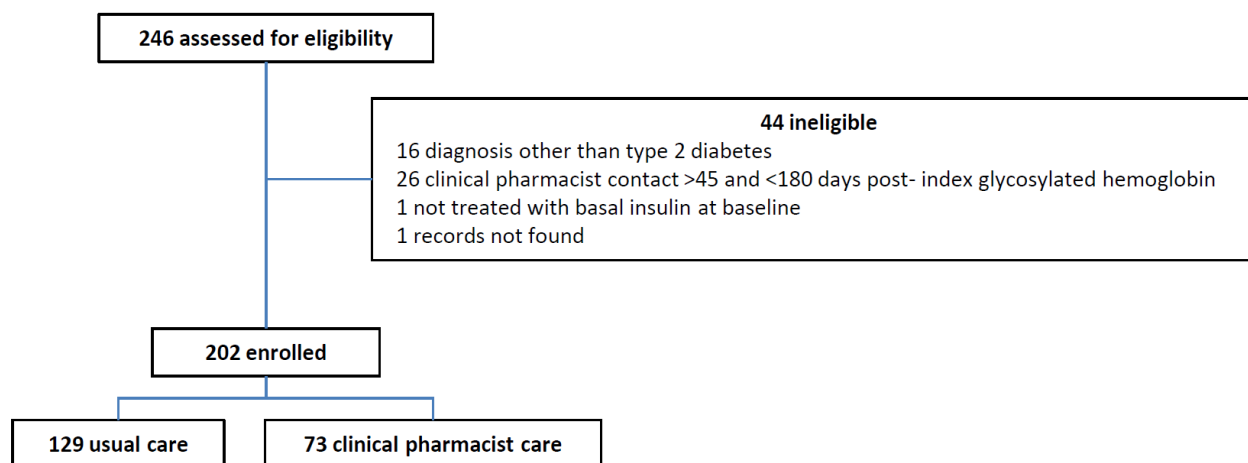 246 assessed for eligibility
44 ineligible
16 diagnosis other than type 2 diabetes
26 clinical pharmacist contact >45 and <180 days post- index glycosylated hemoglobin
1 not treated with basal insulin at baseline
1 records not found
202 enrolled
129 usual care
73 clinical pharmacist care